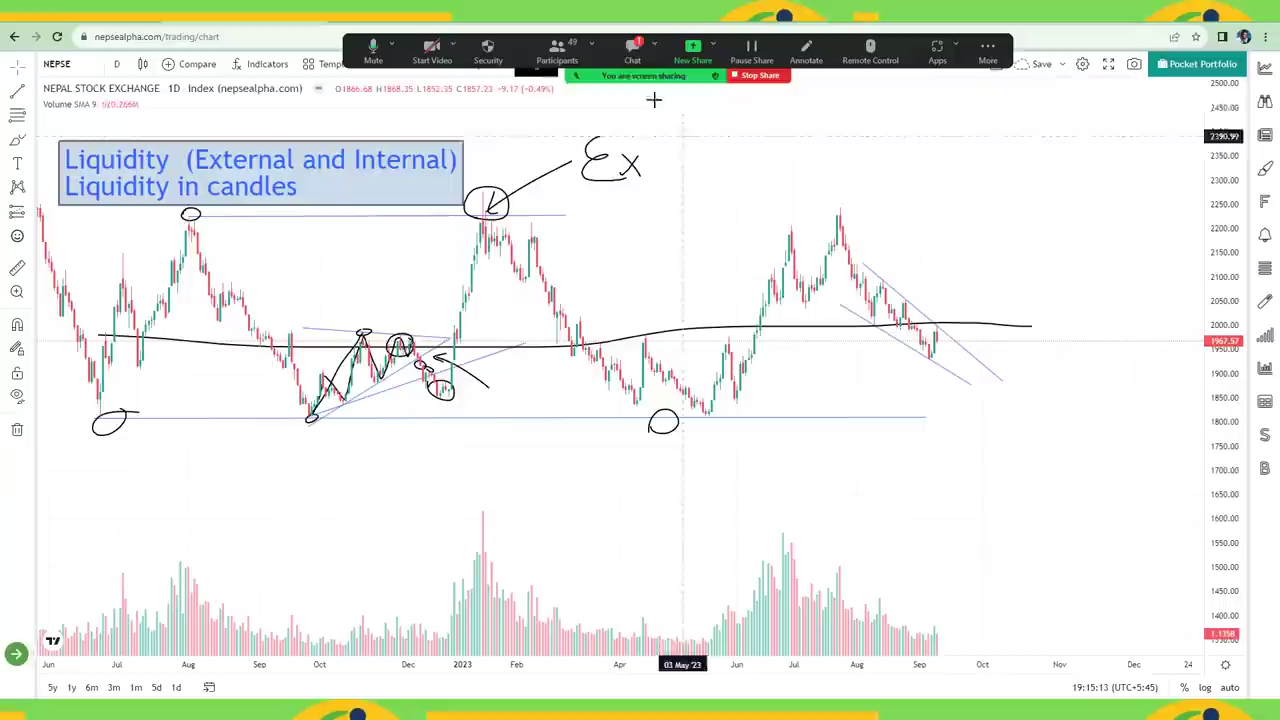 nepsealpha.com/trading/chart
NEPSE D Compare Indicators
Mute Start Video Security Participants 49 Chat 1 New Share Pause Share Annotate Remote Control Apps More
Save Pocket Portfolio
You are screen sharing Stop Share
NEPAL STOCK EXCHANGE 1D Index (nepsealpha.com) O1866.68 H1868.35 L1852.35 C1857.23 -9.17 (-0.49%)
Volume SMA 9
Liquidity (External and Internal)
Liquidity in candles
Ex
2500.00
2450.00
2390.99
2350.00
2300.00
2250.00
2200.00
2150.00
2100.00
2050.00
2000.00
1967.57
1950.00
1900.00
1850.00
1800.00
1750.00
1700.00
1650.00
1600.00
1550.00
1500.00
1450.00
1400.00
1.135B
Jun Jul Aug Sep Oct Dec 2023 Feb Apr 03 May '23 Jun Jul Aug Sep Oct Nov Dec 24
5y 1y 6m 3m 1m 5d 1d
19:15:13 (UTC+5:45) % log auto